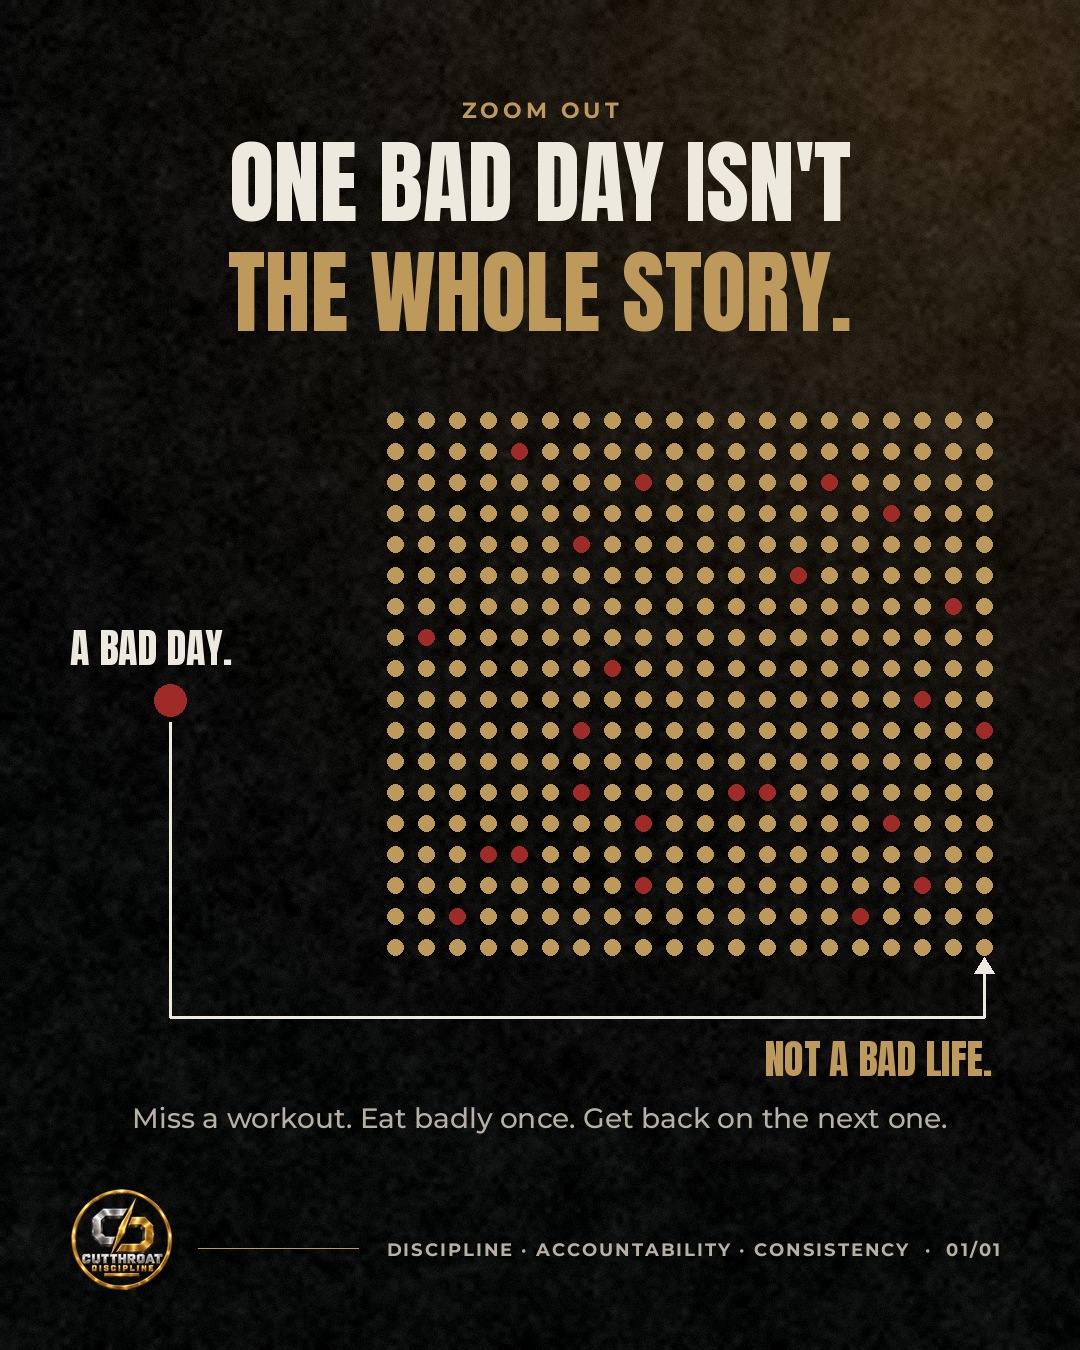 ZOOM OUT
ONE BAD DAY ISN'T
THE WHOLE STORY.
A BAD DAY.
NOT A BAD LIFE.
Miss a workout. Eat badly once. Get back on the next one.
CUTTHROAT
DISCIPLINE
DISCIPLINE · ACCOUNTABILITY · CONSISTENCY · 01/01